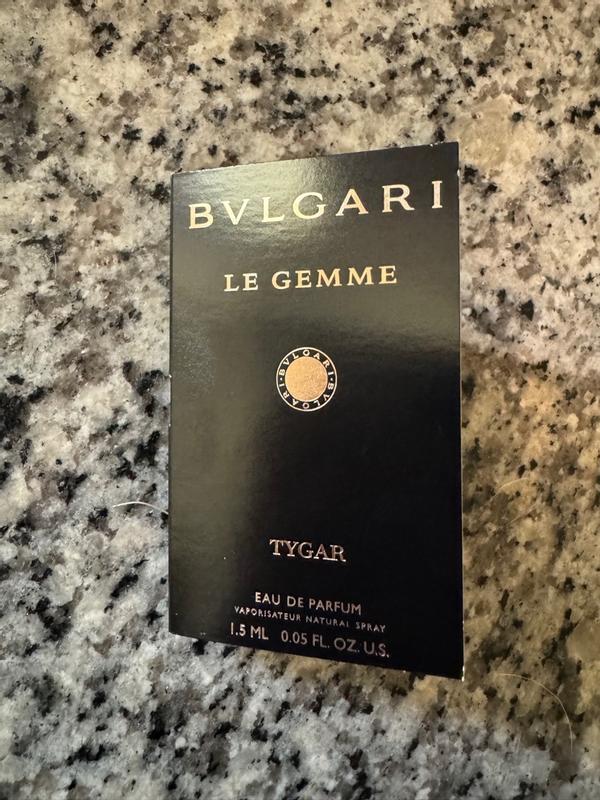 BVLGARI
LE GEMME
BVLGARI · BVLGARI ·
TYGAR
EAU DE PARFUM
VAPORISATEUR NATURAL SPRAY
1.5 ML 0.05 FL. OZ. U.S.